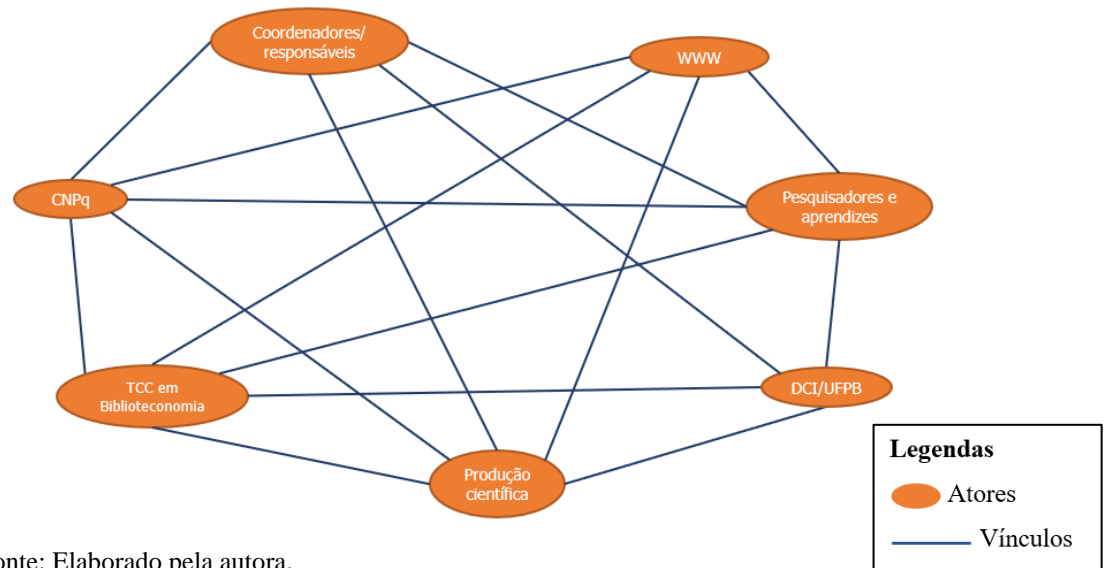 Coordenadores/
responsáveis
WWW
CNPq
Pesquisadores e
aprendizes
TCC em
Biblioteconomia
DCI/UFPB
Produção
científica
Legendas
Atores
Vínculos
onte: Elaborado pela autora.